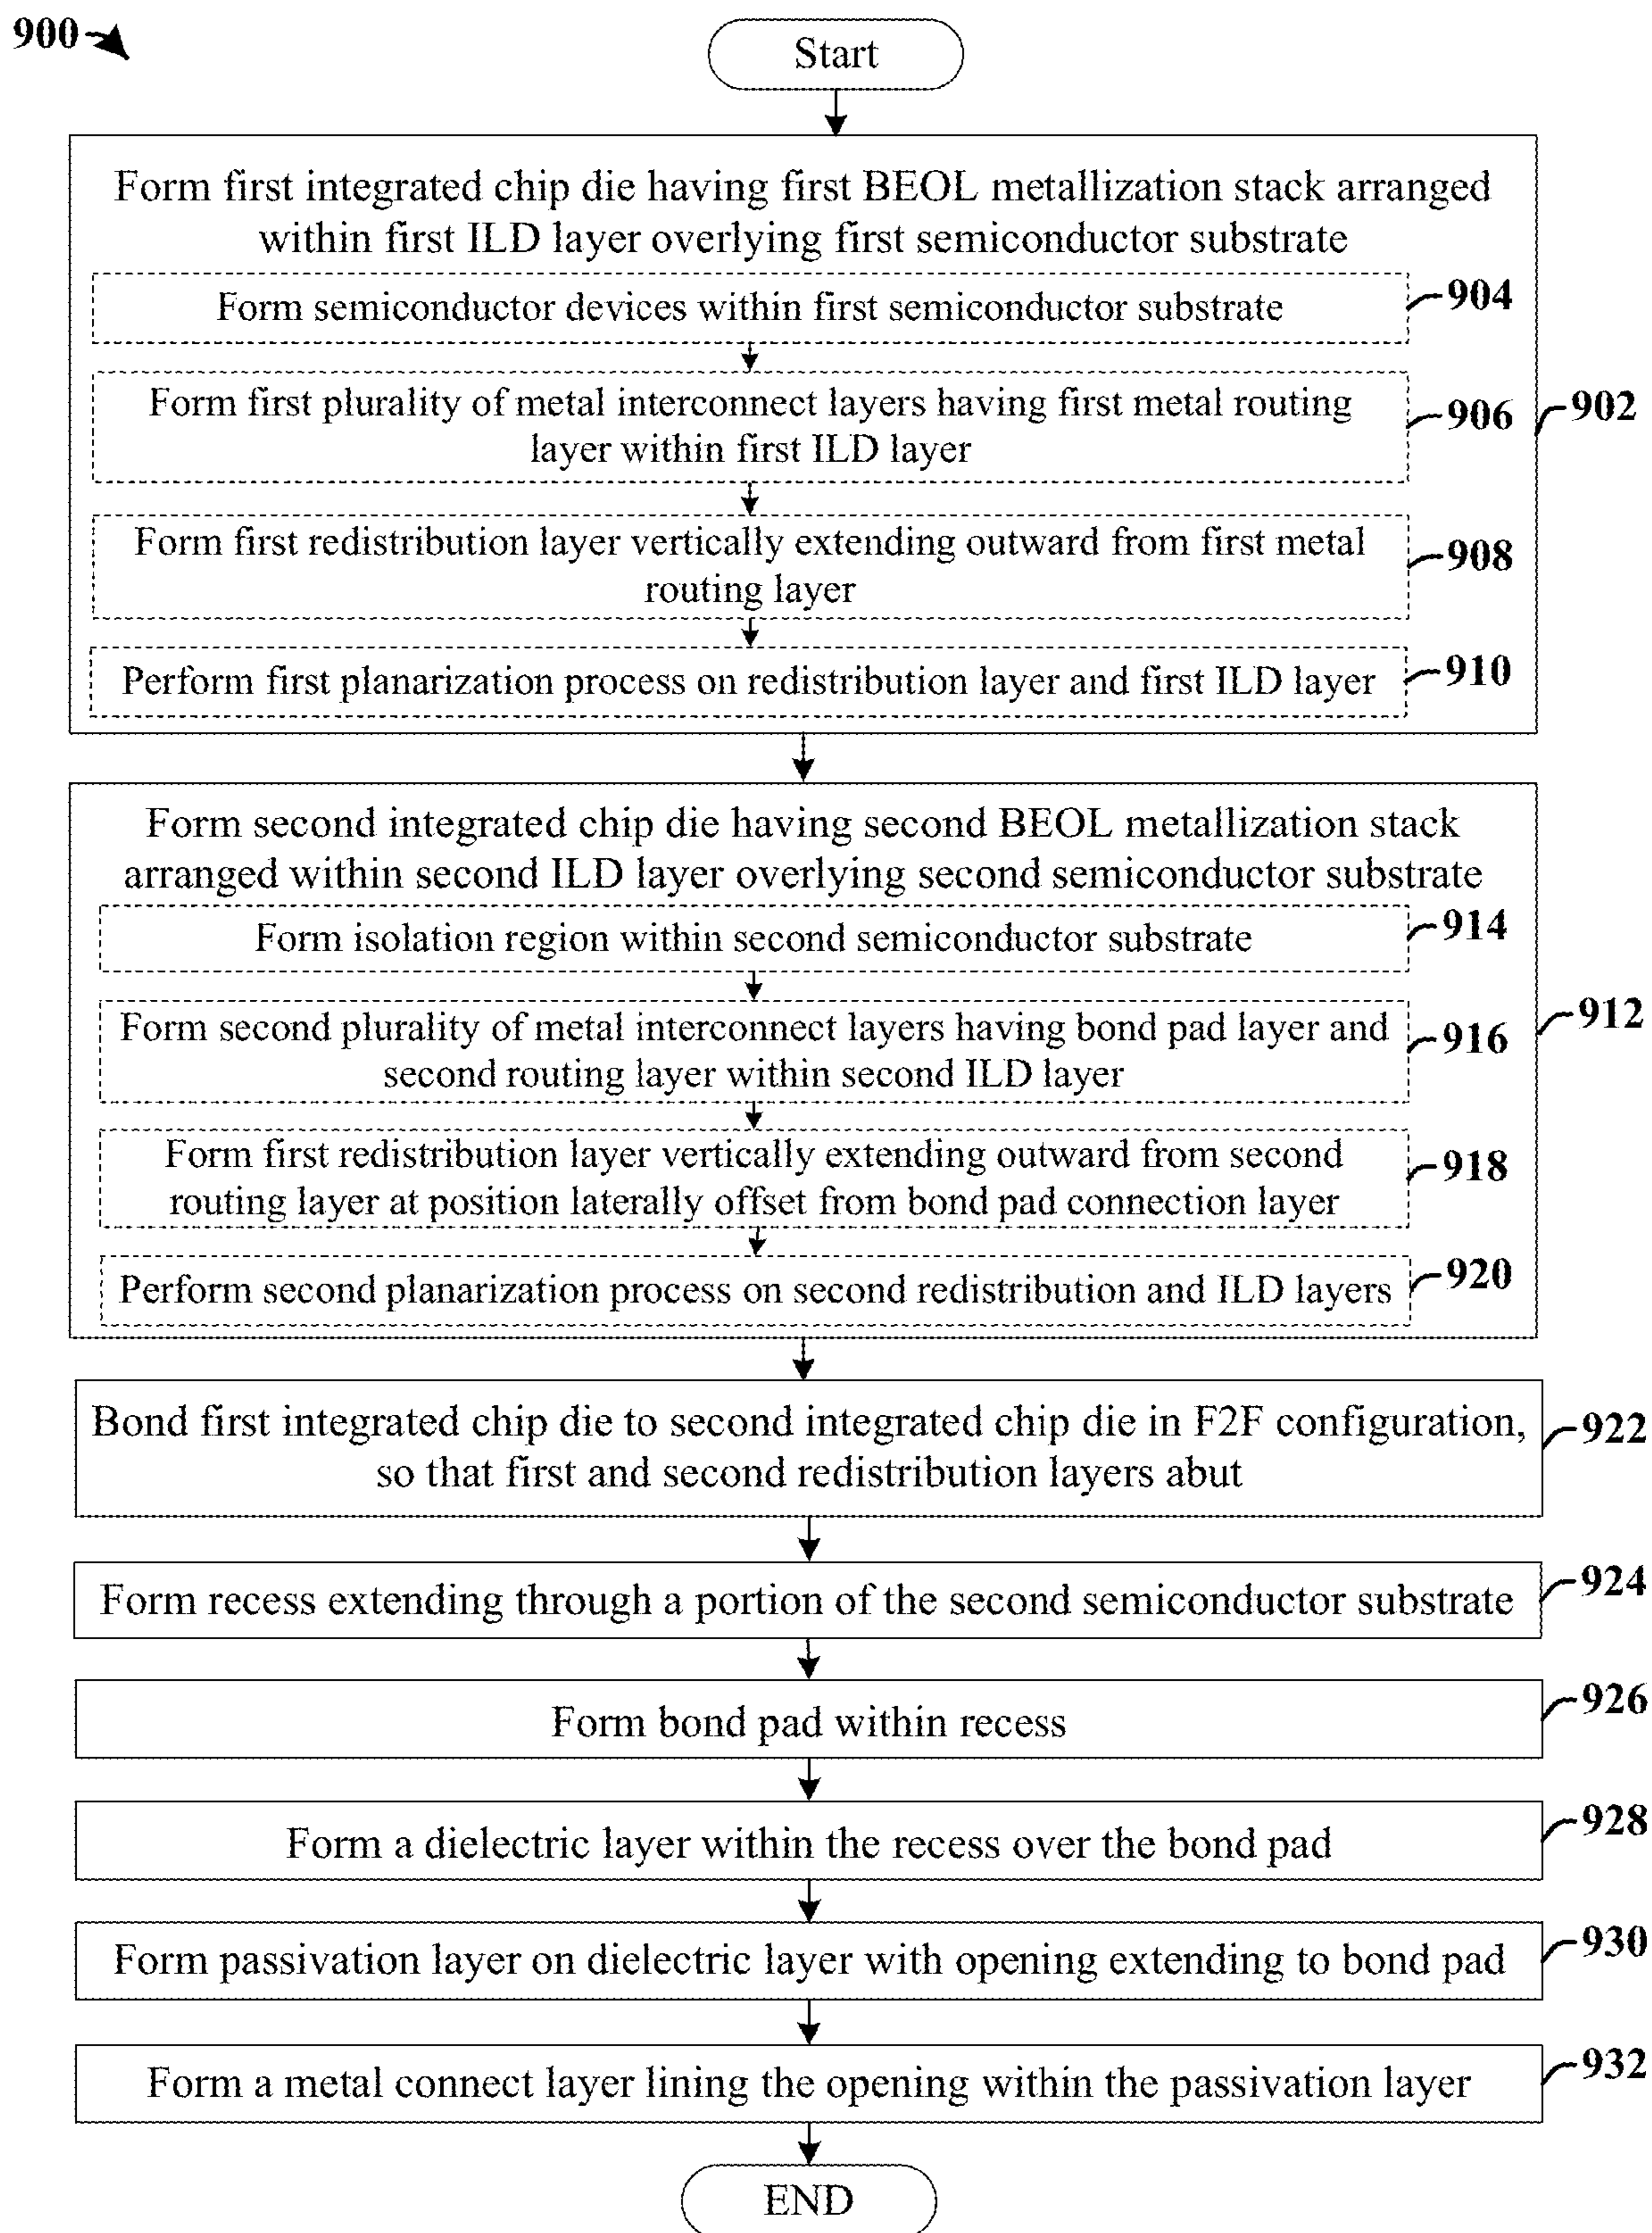 900
Start
Form first integrated chip die having first BEOL metallization stack arranged
within first ILD layer overlying first semiconductor substrate
Form semiconductor devices within first semiconductor substrate
904
Form first plurality of metal interconnect layers having first metal routing
layer within first ILD layer
906
902
Form first redistribution layer vertically extending outward from first metal
routing layer
908
Perform first planarization process on redistribution layer and first ILD layer
910
Form second integrated chip die having second BEOL metallization stack
arranged within second ILD layer overlying second semiconductor substrate
Form isolation region within second semiconductor substrate
914
Form second plurality of metal interconnect layers having bond pad layer and
second routing layer within second ILD layer
916
912
Form first redistribution layer vertically extending outward from second
routing layer at position laterally offset from bond pad connection layer
918
Perform second planarization process on second redistribution and ILD layers
920
Bond first integrated chip die to second integrated chip die in F2F configuration,
so that first and second redistribution layers abut
922
Form recess extending through a portion of the second semiconductor substrate
924
Form bond pad within recess
926
Form a dielectric layer within the recess over the bond pad
928
Form passivation layer on dielectric layer with opening extending to bond pad
930
Form a metal connect layer lining the opening within the passivation layer
932
END